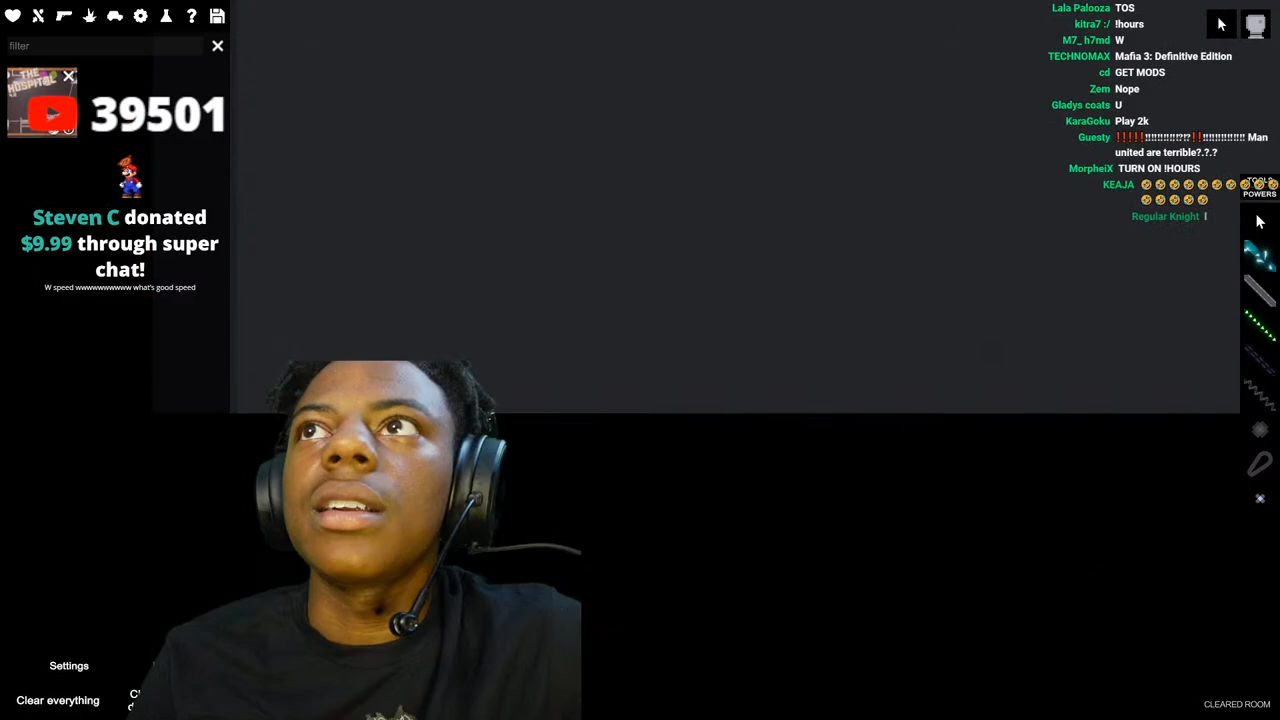 filter
THE
HOSPITAL
39501
Steven C donated
$9.99 through super
chat!
W speed wwwwwwwwww what's good speed
Settings
Clear everything
Lala Palooza TOS
kitra7 :/ !hours
M7_ h7md W
TECHNOMAX Mafia 3: Definitive Edition
cd GET MODS
Zem Nope
Gladys coats U
KaraGoku Play 2k
Guesty ‼‼‼‼‼‼‼⁉⁉‼‼‼‼‼‼‼‼ Man
united are terrible?.?.?
MorpheiX TURN ON !HOURS
KEAJA 🤣🤣🤣🤣🤣🤣🤣🤣🤣🤣
🤣🤣🤣🤣🤣
Regular Knight I
POWERS
CLEARED ROOM